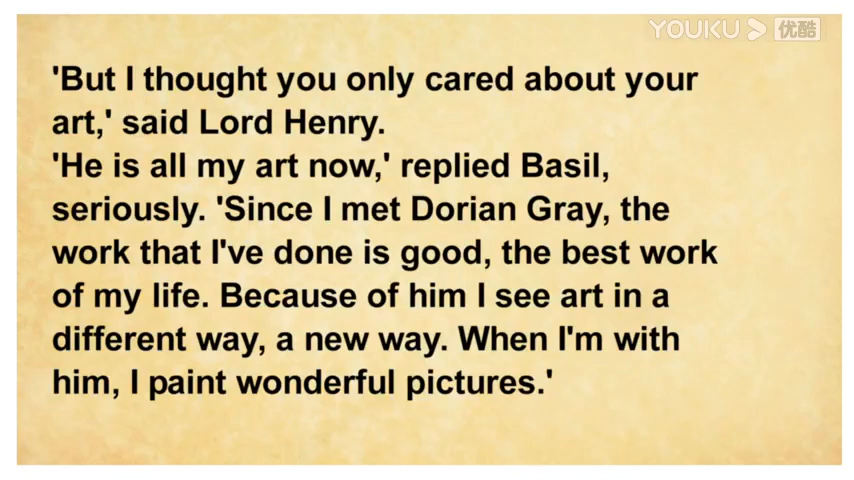 YOUKU 优酷
'But I thought you only cared about your
art,' said Lord Henry.
'He is all my art now,' replied Basil,
seriously. 'Since I met Dorian Gray, the
work that I've done is good, the best work
of my life. Because of him I see art in a
different way, a new way. When I'm with
him, I paint wonderful pictures.'